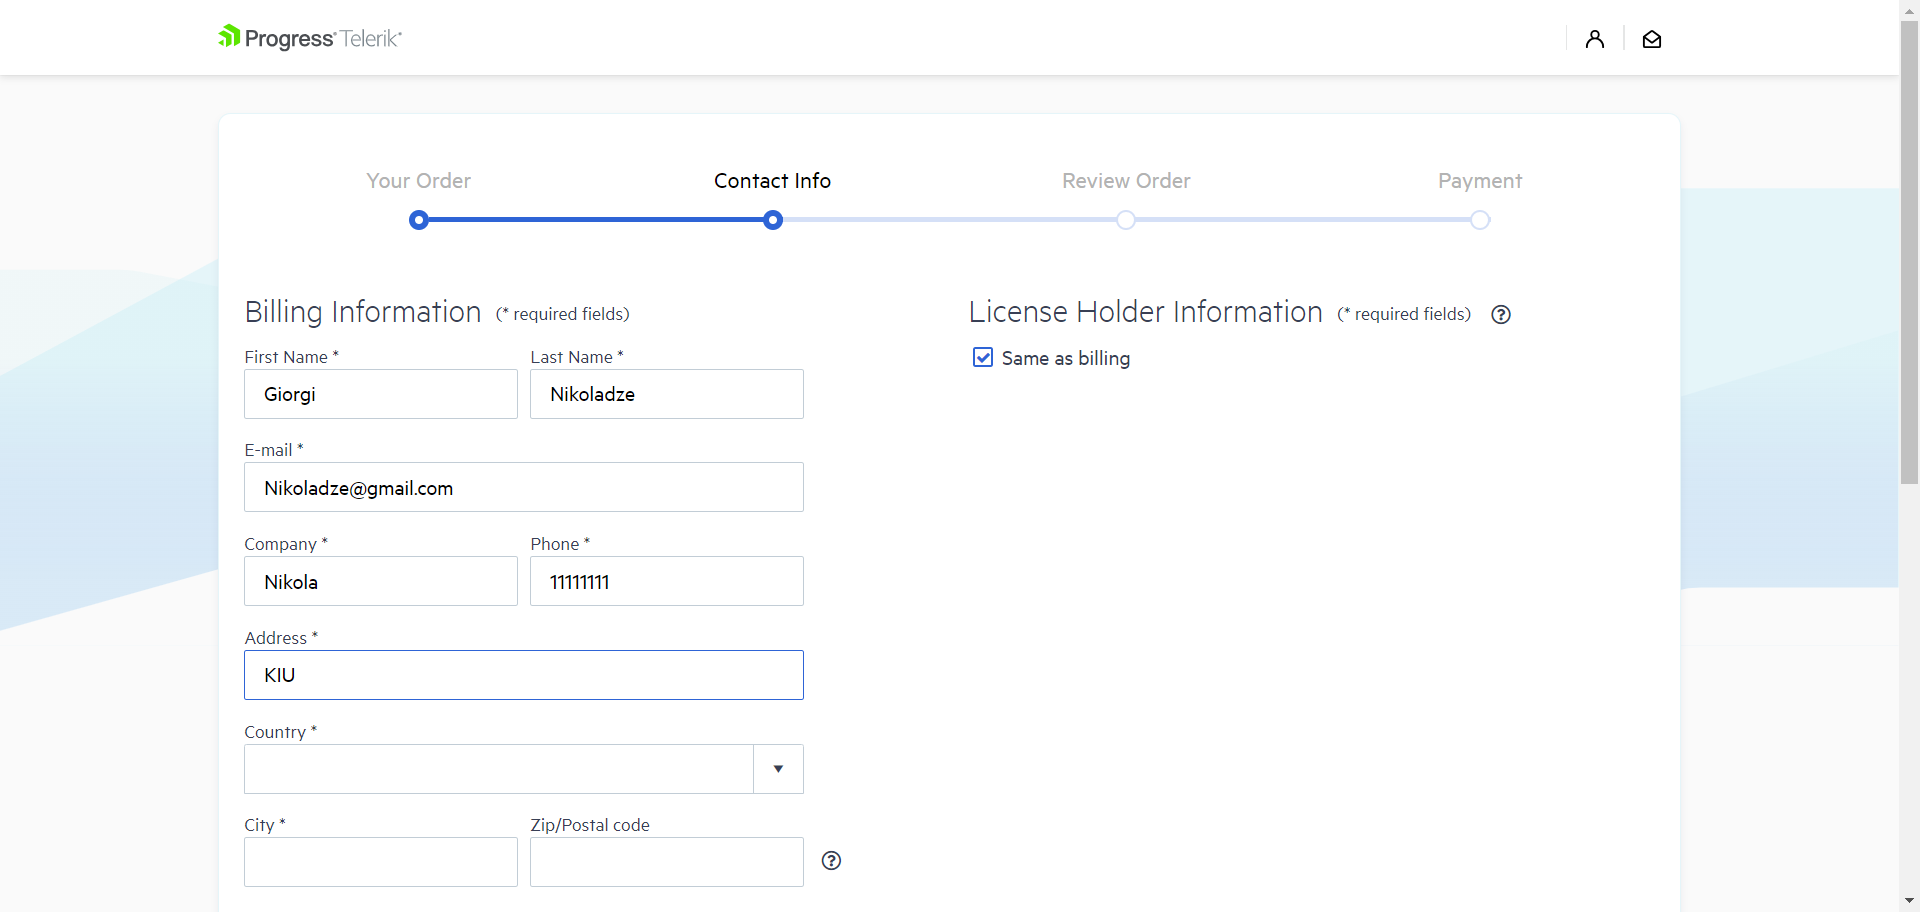 Progress Telerik
Your Order
Contact Info
Review Order
Payment
Billing Information (* required fields)
License Holder Information (* required fields)
First Name *
Last Name *
Same as billing
Giorgi
Nikoladze
E-mail *
Nikoladze@gmail.com
Company *
Phone *
Nikola
11111111
Address *
KIU
Country *
City *
Zip/Postal code